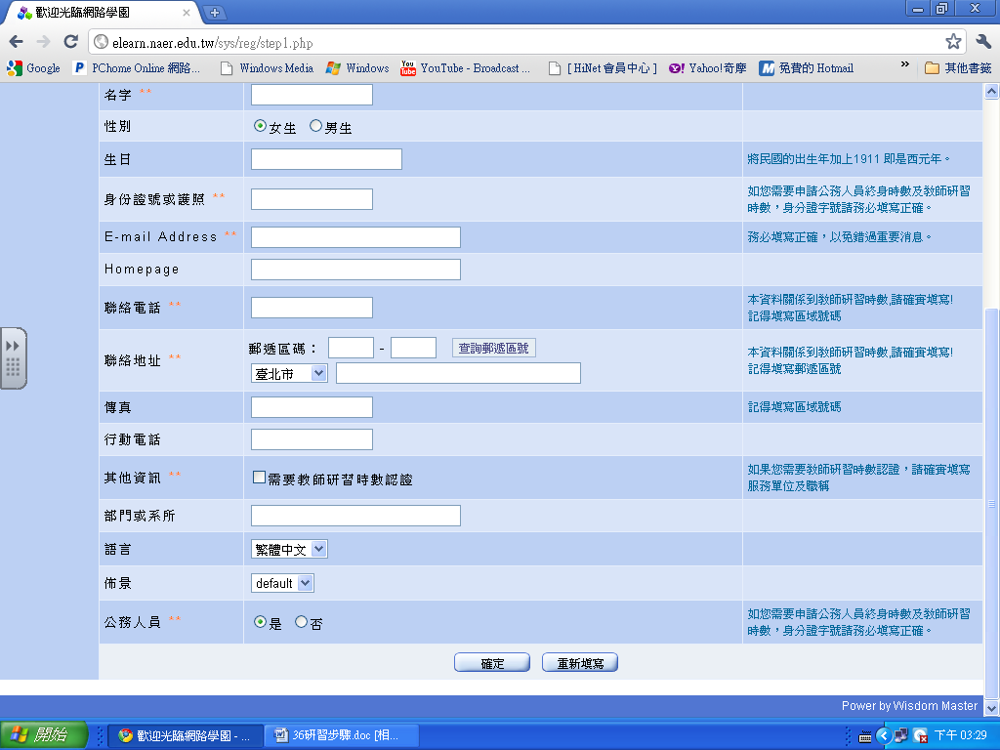 歡迎光臨網路學園
elearn.naer.edu.tw/sys/reg/step1.php
Google PChome Online 網路... Windows Media Windows YouTube - Broadcast ... [ HiNet 會員中心 ] Yahoo!奇摩 免費的 Hotmail » 其他書籤
名字 **
性別 女生 男生
生日 將民國的出生年加上1911 即是西元年。
身份證號或護照 ** 如您需要申請公務人員終身時數及教師研習
時數，身分證字號請務必填寫正確。
E-mail Address ** 務必填寫正確，以免錯過重要消息。
Homepage
聯絡電話 ** 本資料關係到教師研習時數,請確實填寫!
記得填寫區域號碼
聯絡地址 ** 郵遞區碼： - 查詢郵遞區號
臺北市
本資料關係到教師研習時數,請確實填寫!
記得填寫郵遞區號
傳真 記得填寫區域號碼
行動電話
其他資訊 ** 需要教師研習時數認證 如果您需要教師研習時數認證，請確實填寫
服務單位及職稱
部門或系所
語言 繁體中文
佈景 default
公務人員 ** 是 否 如您需要申請公務人員終身時數及教師研習
時數，身分證字號請務必填寫正確。
確定 重新填寫
Power by Wisdom Master
開始 歡迎光臨網路學園 - ... 36研習步驟.doc [相... 下午 03:29